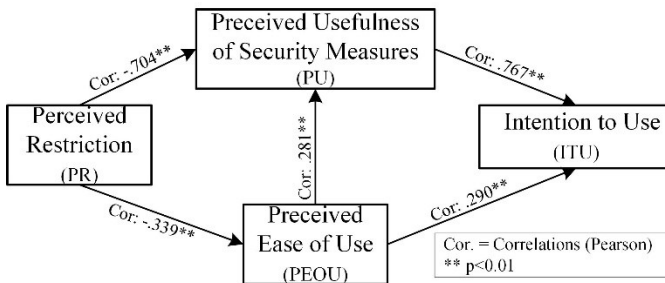 Preceived Usefulness
of Security Measures
(PU)
Cor: -.704**
Cor: .767**
Perceived
Restriction
(PR)
Cor: .281**
Intention to Use
(ITU)
Cor: -.339**
Cor: .290**
Preceived
Ease of Use
(PEOU)
Cor. = Correlations (Pearson)
** p<0.01